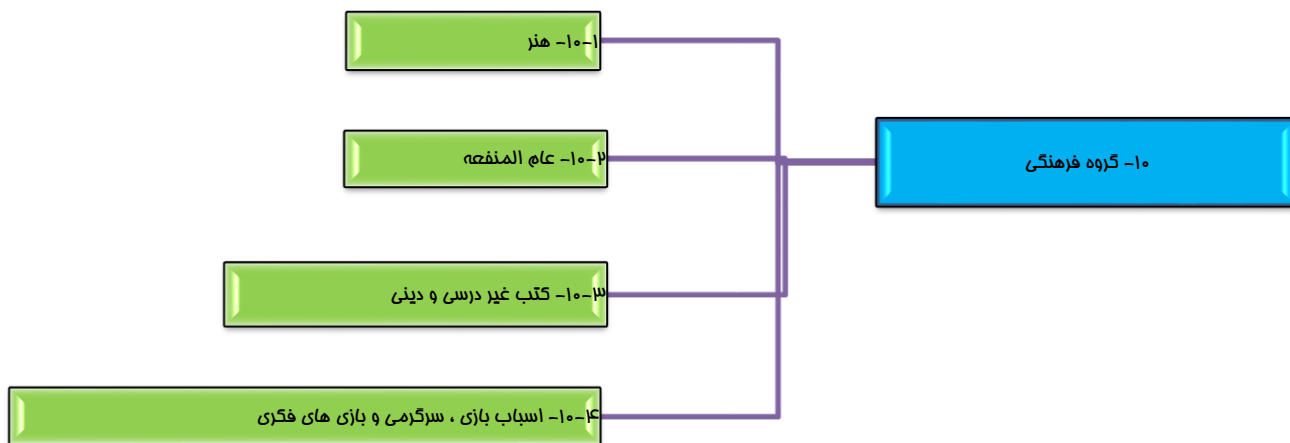 ۱۰- گروه فرهنگی
۱۰-۱- هنر
۱۰-۲- عام المنفعه
۱۰-۳- کتب غیر درسی و دینی
۱۰-۴- اسباب بازی ، سرگرمی و بازی های فکری